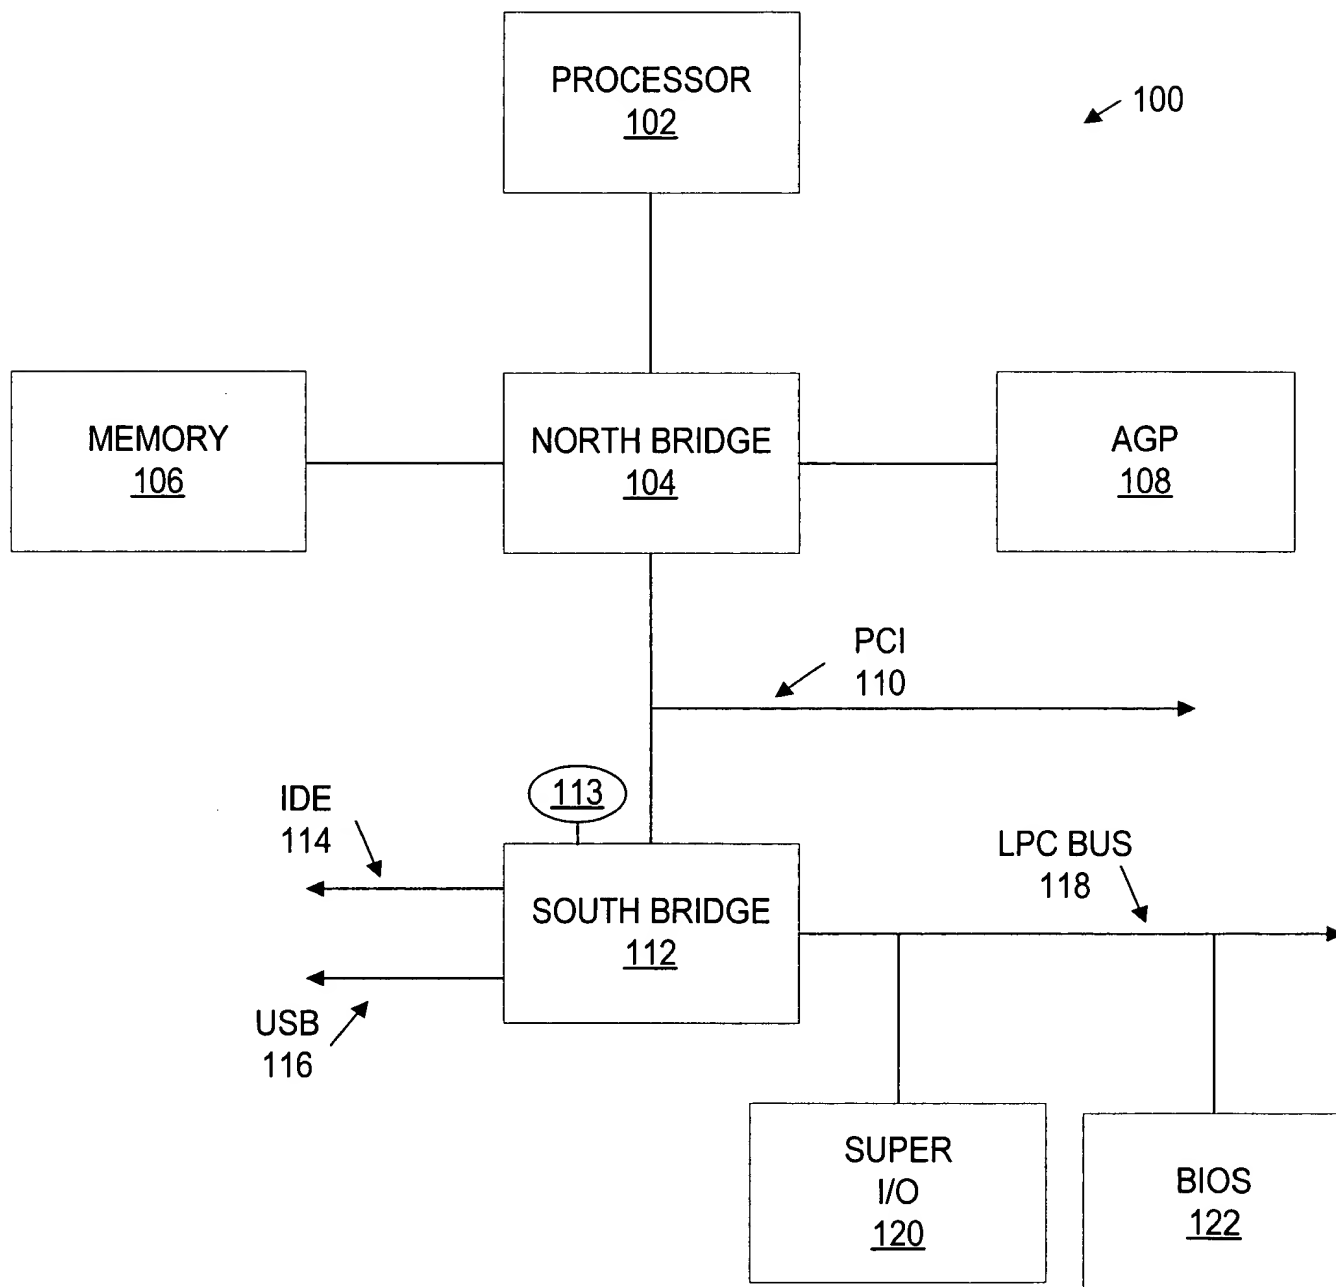 PROCESSOR
102
100
MEMORY
106
NORTH BRIDGE
104
AGP
108
PCI
110
113
IDE
114
LPC BUS
118
SOUTH BRIDGE
112
USB
116
SUPER
I/O
120
BIOS
122